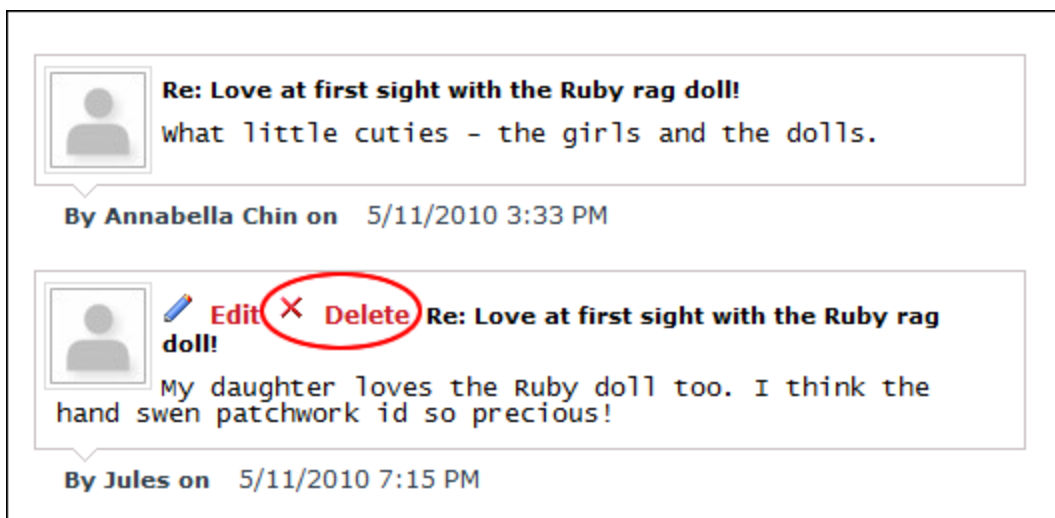 Re: Love at first sight with the Ruby rag doll!
What little cuties - the girls and the dolls.
By Annabella Chin on 5/11/2010 3:33 PM
Edit Delete Re: Love at first sight with the Ruby rag
doll!
My daughter loves the Ruby doll too. I think the
hand swen patchwork id so precious!
By Jules on 5/11/2010 7:15 PM